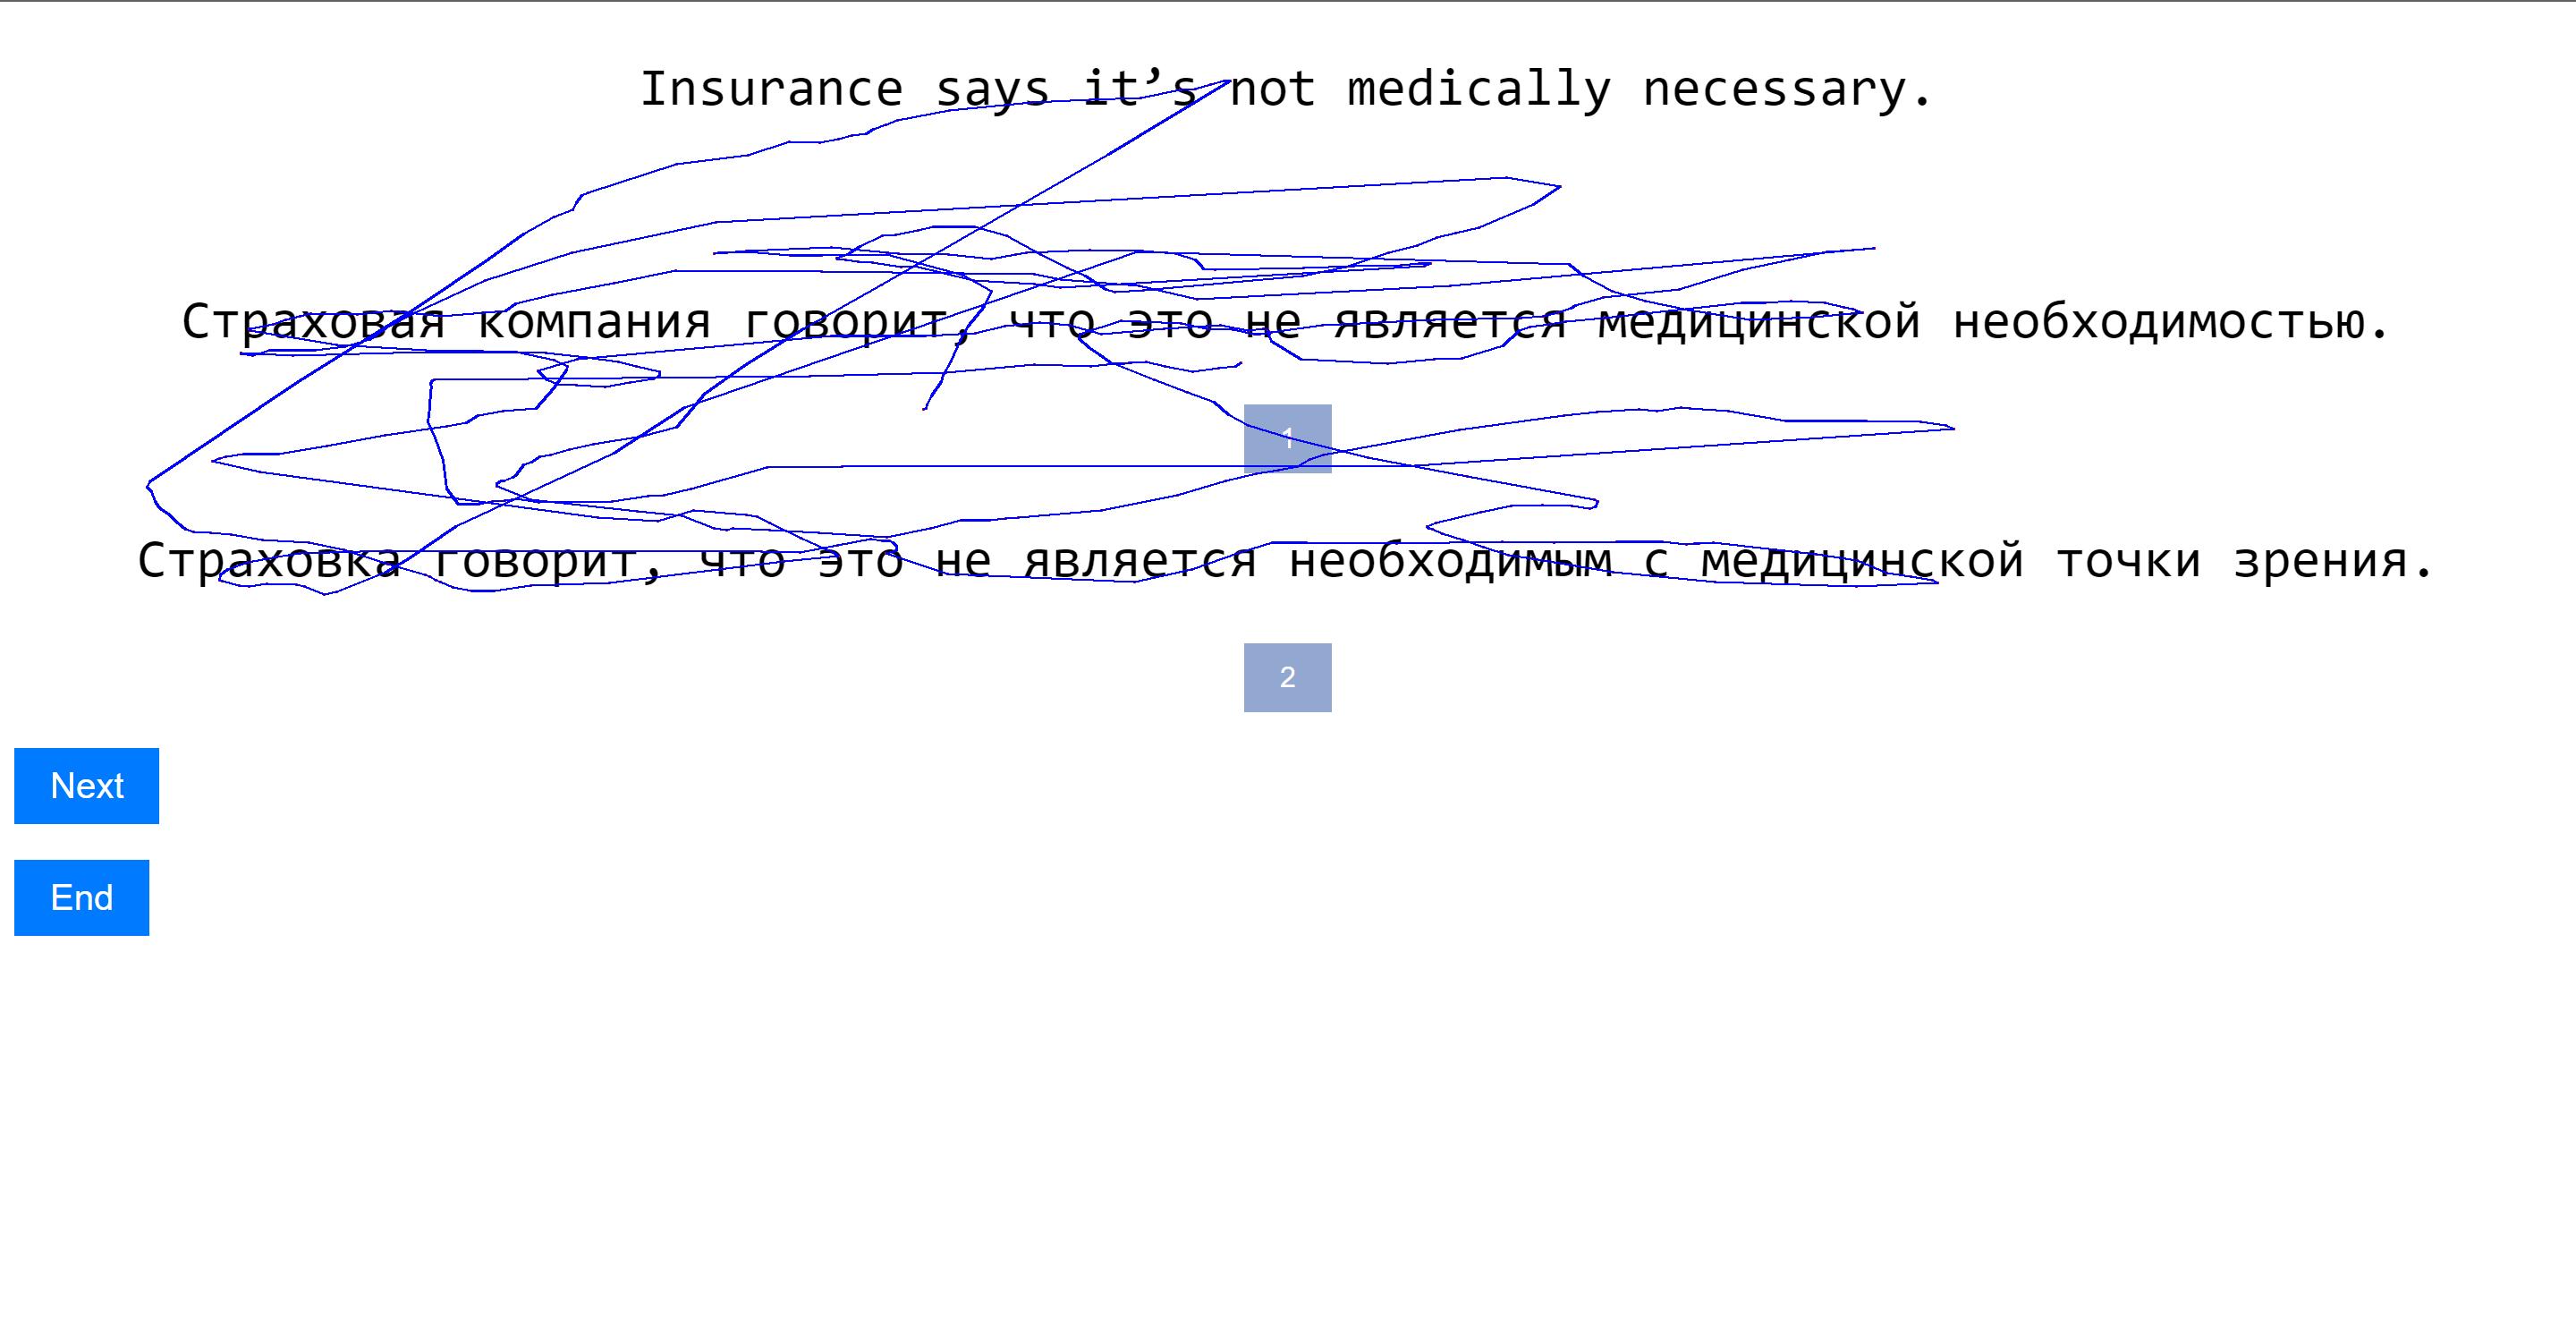 Insurance says it’s not medically necessary.
Страховая компания говорит, что это не является медицинской необходимостью.
1
Страховка говорит, что это не является необходимым с медицинской точки зрения.
2
Next
End